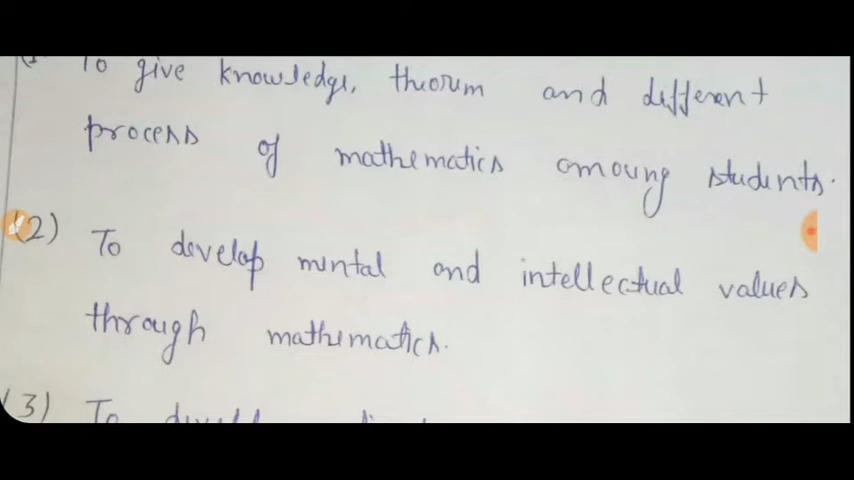 To give knowledge, theorum and different
process of mathematics amoung students.
(2) To develop mental and intellectual values
through mathematics.
(3) To